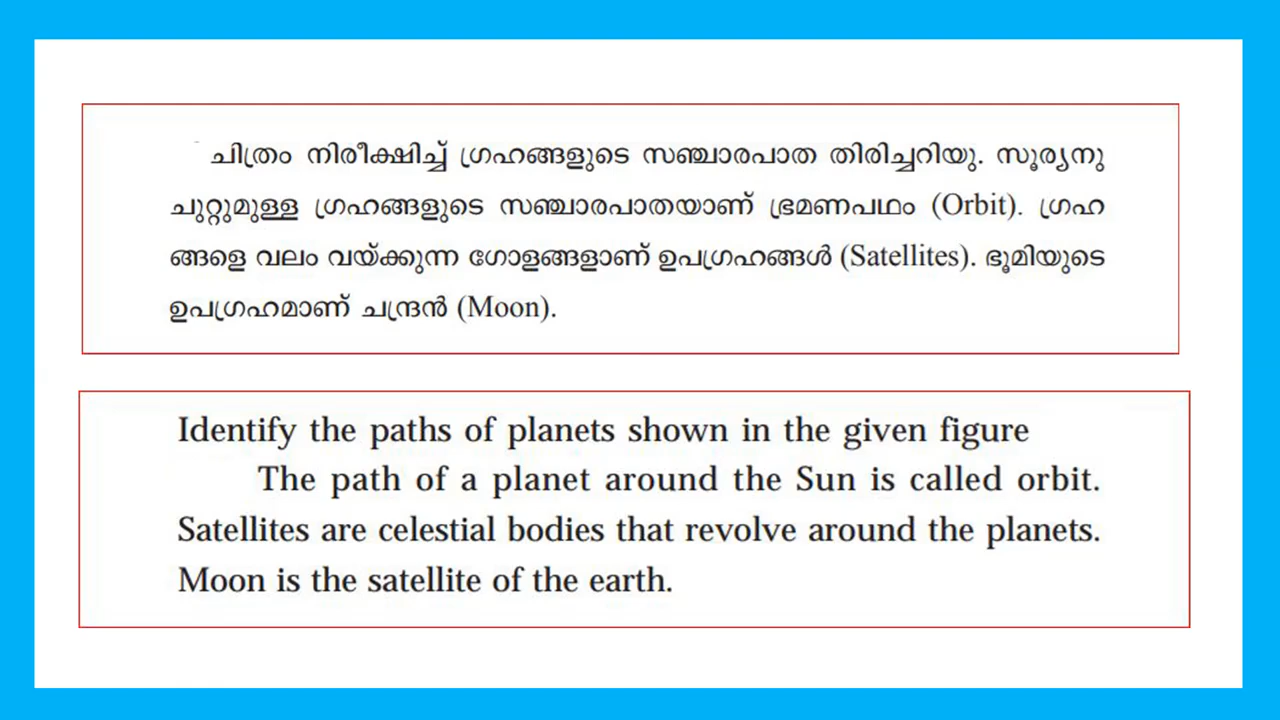 ചിത്രം നിരീക്ഷിച്ച് ഗ്രഹങ്ങളുടെ സഞ്ചാരപാത തിരിച്ചറിയു. സൂര്യനു
ചുറ്റുമുള്ള ഗ്രഹങ്ങളുടെ സഞ്ചാരപാതയാണ് ഭ്രമണപഥം (Orbit). ഗ്രഹ
ങ്ങളെ വലം വയ്ക്കുന്ന ഗോളങ്ങളാണ് ഉപഗ്രഹങ്ങൾ (Satellites). ഭൂമിയുടെ
ഉപഗ്രഹമാണ് ചന്ദ്രൻ (Moon).
Identify the paths of planets shown in the given figure
The path of a planet around the Sun is called orbit.
Satellites are celestial bodies that revolve around the planets.
Moon is the satellite of the earth.